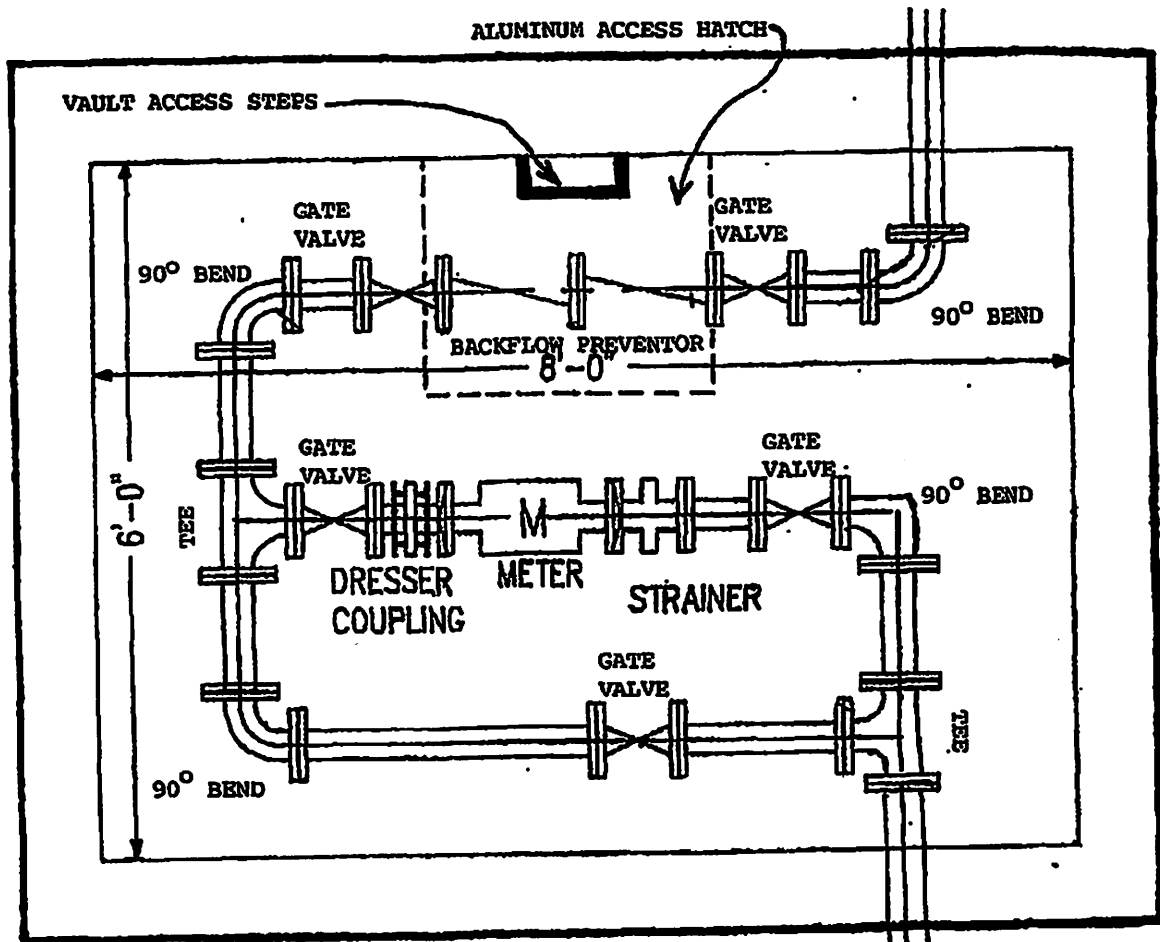 ALUMINUM ACCESS HATCH
VAULT ACCESS STEPS
GATE
VALVE
GATE
VALVE
90° BEND
90° BEND
BACKFLOW PREVENTOR
8'-0"
6'-0"
TEE
GATE
VALVE
GATE
VALVE
90° BEND
M
DRESSER
COUPLING
METER
STRAINER
GATE
VALVE
TEE
90° BEND